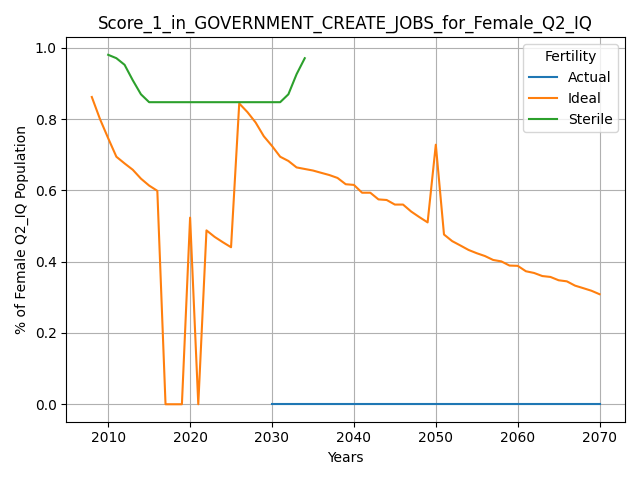 Score_1_in_GOVERNMENT_CREATE_JOBS_for_Female_Q2_IQ
Fertility
Actual
Ideal
Sterile
% of Female Q2_IQ Population
1.0
0.8
0.6
0.4
0.2
0.0
2010 2020 2030 2040 2050 2060 2070
Years